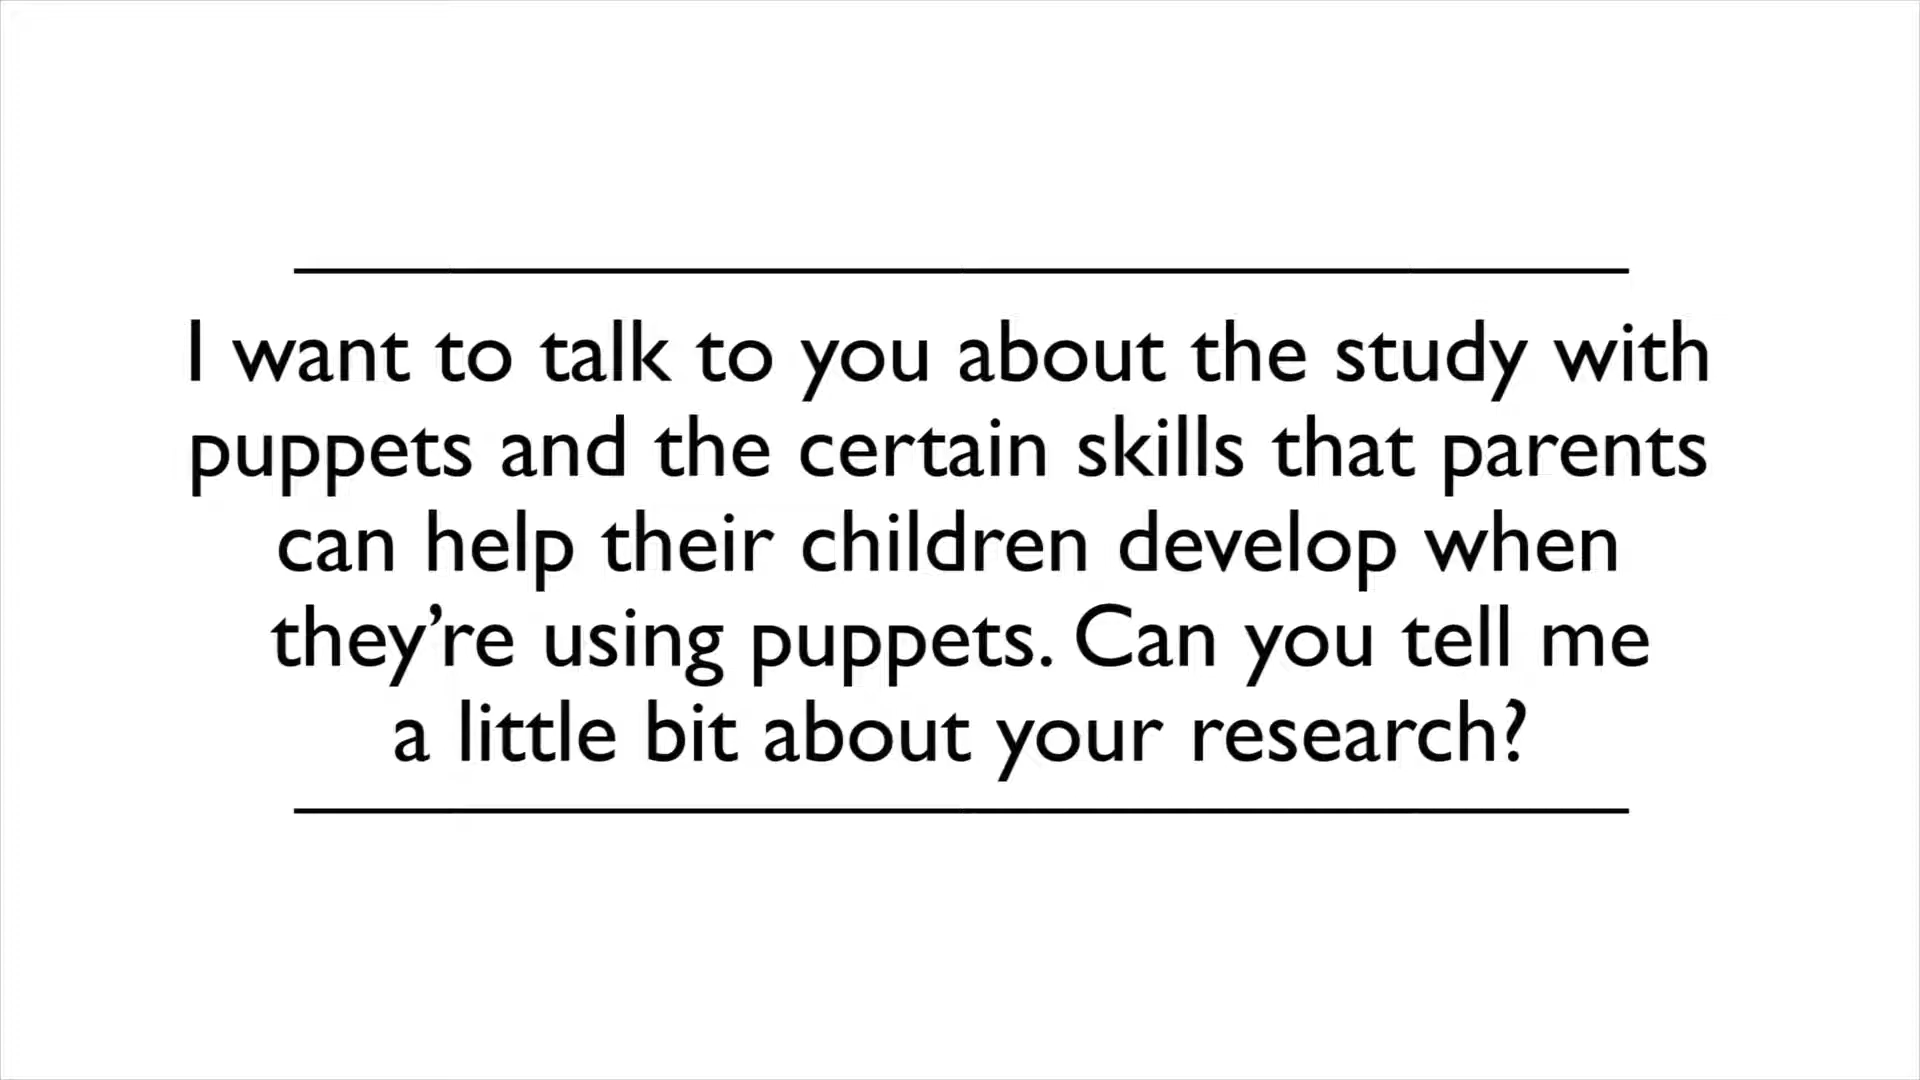 I want to talk to you about the study with
puppets and the certain skills that parents
can help their children develop when
they’re using puppets. Can you tell me
a little bit about your research?